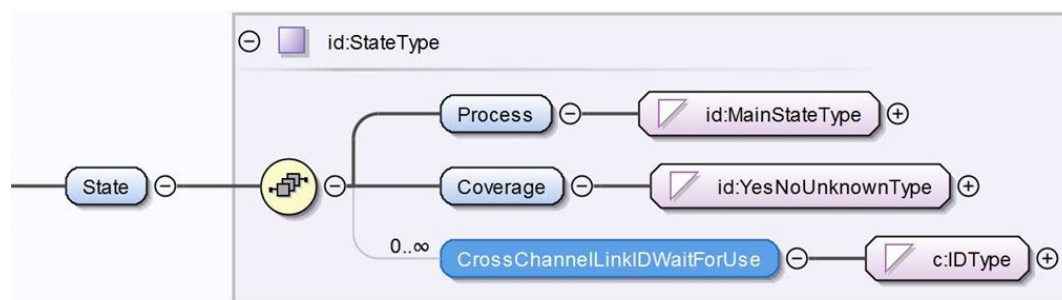 id:StateType
Process
id:MainStateType
State
Coverage
id:YesNoUnknownType
0..∞
CrossChannelLinkIDWaitForUse
c:IDType